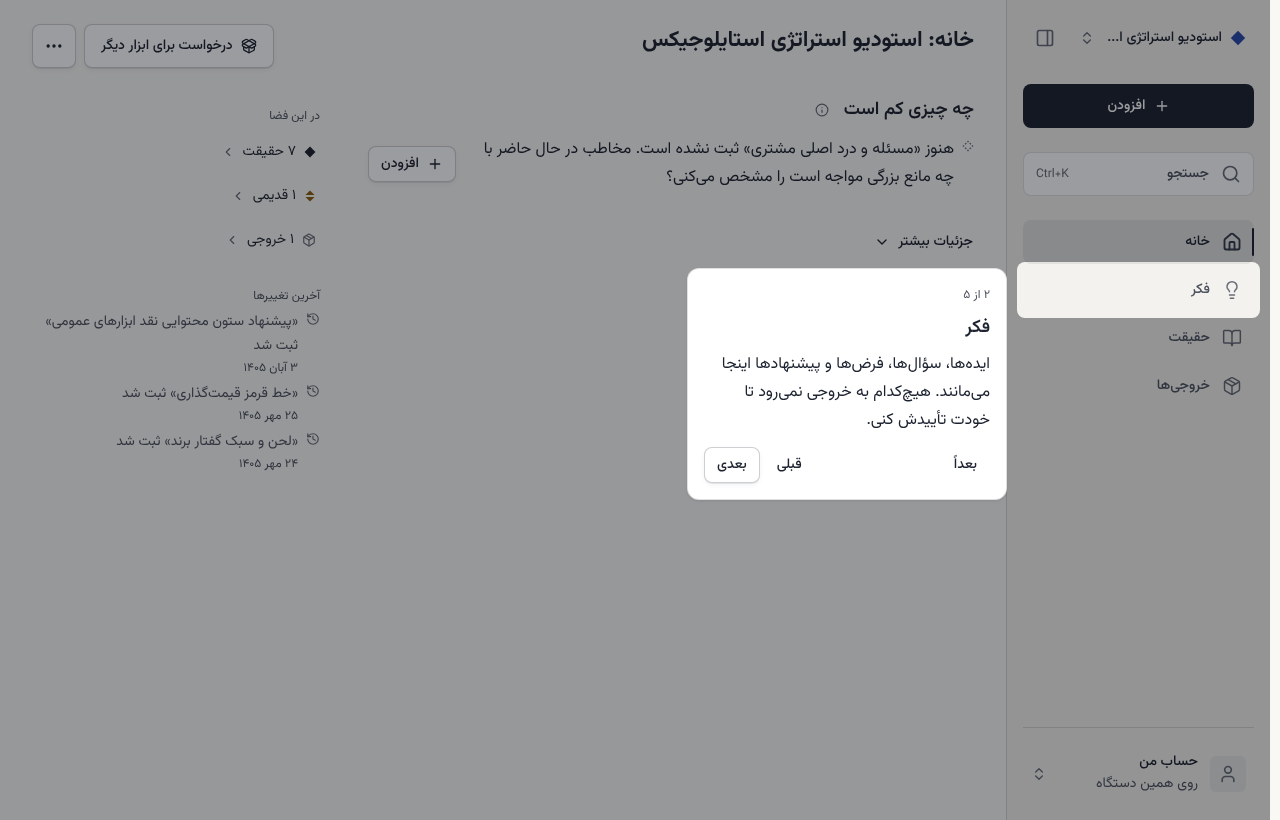 استودیو استراتژی ا...
افزودن
جستجو
Ctrl+K
خانه
فکر
حقیقت
خروجی‌ها
حساب من
روی همین دستگاه
خانه: استودیو استراتژی استایلوجیکس
درخواست برای ابزار دیگر
چه چیزی کم است
هنوز «مسئله و درد اصلی مشتری» ثبت نشده است. مخاطب در حال حاضر با
چه مانع بزرگی مواجه است را مشخص می‌کنی؟
افزودن
جزئیات بیشتر
۲ از ۵
فکر
ایده‌ها، سؤال‌ها، فرض‌ها و پیشنهادها اینجا
می‌مانند. هیچ‌کدام به خروجی نمی‌رود تا
خودت تأییدش کنی.
بعداً
قبلی
بعدی
در این فضا
۷ حقیقت
۱ قدیمی
۱ خروجی
آخرین تغییرها
«پیشنهاد ستون محتوایی نقد ابزارهای عمومی»
ثبت شد
۳ آبان ۱۴۰۵
«خط قرمز قیمت‌گذاری» ثبت شد
۲۵ مهر ۱۴۰۵
«لحن و سبک گفتار برند» ثبت شد
۲۴ مهر ۱۴۰۵